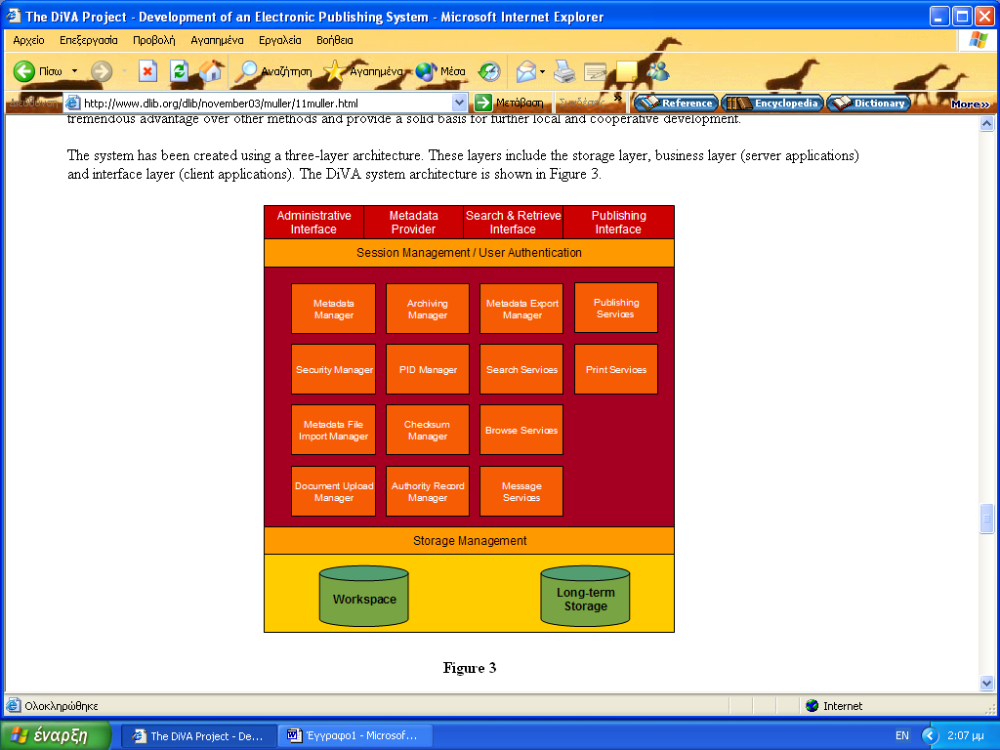 The DiVA Project - Development of an Electronic Publishing System - Microsoft Internet Explorer
Αρχείο Επεξεργασία Προβολή Αγαπημένα Εργαλεία Βοήθεια
Πίσω Αναζήτηση Αγαπημένα Μέσα
Διεύθυνση http://www.dlib.org/dlib/november03/muller/11muller.html Μετάβαση Συνδέσεις » Reference Encyclopedia Dictionary More»
tremendous advantage over other methods and provide a solid basis for further local and cooperative development.
The system has been created using a three-layer architecture. These layers include the storage layer, business layer (server applications)
and interface layer (client applications). The DiVA system architecture is shown in Figure 3.
Administrative Interface
Metadata Provider
Search & Retrieve Interface
Publishing Interface
Session Management / User Authentication
Metadata Manager
Archiving Manager
Metadata Export Manager
Publishing Services
Security Manager
PID Manager
Search Services
Print Services
Metadata File Import Manager
Checksum Manager
Browse Services
Document Upload Manager
Authority Record Manager
Message Services
Storage Management
Workspace
Long-term Storage
Figure 3
Ολοκληρώθηκε Internet
έναρξη The DiVA Project - De... Έγγραφο1 - Microsof... EN 2:07 μμ